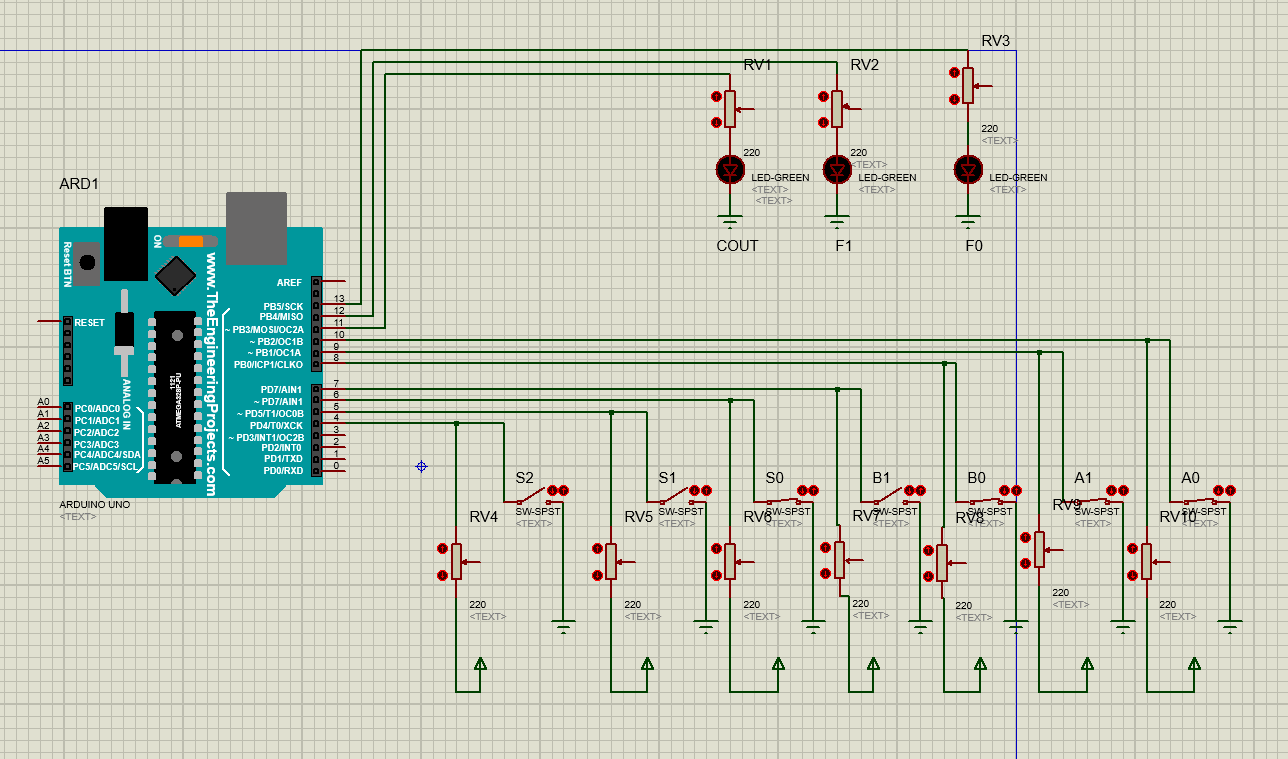 RV3
RV1
RV2
220
<TEXT>
220
<TEXT>
220
LED-GREEN
<TEXT>
<TEXT>
LED-GREEN
<TEXT>
LED-GREEN
<TEXT>
COUT
F1
F0
ARD1
Reset BTN
ON
www.TheEngineeringProjects.com
AREF
PB5/SCK
13
PB4/MISO
12
~ PB3/MOSI/OC2A
11
~ PB2/OC1B
10
~ PB1/OC1A
9
PB0/ICP1/CLKO
8
PD7/AIN1
7
~ PD7/AIN1
6
~ PD5/T1/OC0B
5
PD4/T0/XCK
4
~ PD3/INT1/OC2B
3
PD2/INT0
2
PD1/TXD
1
PD0/RXD
0
RESET
1121
ATMEGA328P-PU
ANALOG IN
A0
PC0/ADC0
A1
PC1/ADC1
A2
PC2/ADC2
A3
PC3/ADC3
A4
PC4/ADC4/SDA
A5
PC5/ADC5/SCL
ARDUINO UNO
<TEXT>
S2
S1
S0
B1
B0
A1
A0
SW-SPST
<TEXT>
SW-SPST
<TEXT>
SW-SPST
<TEXT>
SW-SPST
<TEXT>
SW-SPST
<TEXT>
SW-SPST
<TEXT>
SW-SPST
<TEXT>
RV4
RV5
RV6
RV7
RV8
RV9
RV10
220
<TEXT>
220
<TEXT>
220
<TEXT>
220
<TEXT>
220
<TEXT>
220
<TEXT>
220
<TEXT>